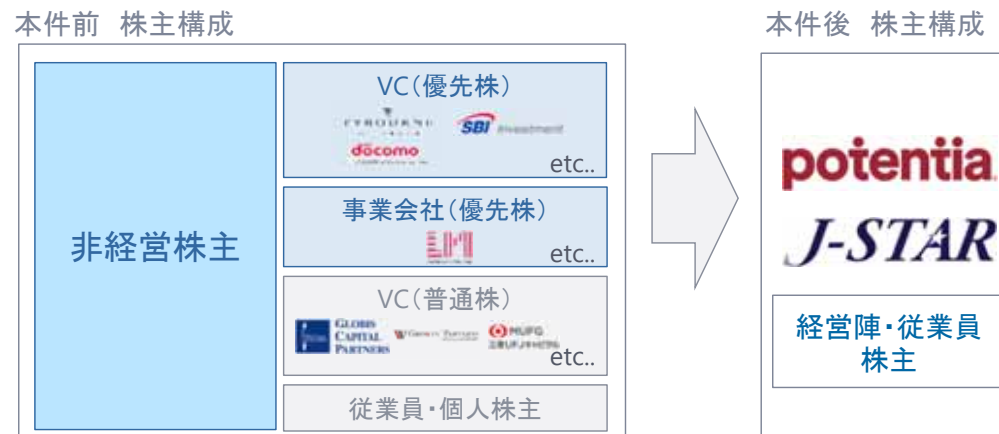 本件前 株主構成
本件後 株主構成
非経営株主
VC(優先株)
SBI Investment
döcomo
etc..
事業会社(優先株)
etc..
VC(普通株)
GLOBIS
CAPITAL
PARTNERS
MUFG
etc..
従業員・個人株主
potentia
J-STAR
経営陣・従業員
株主